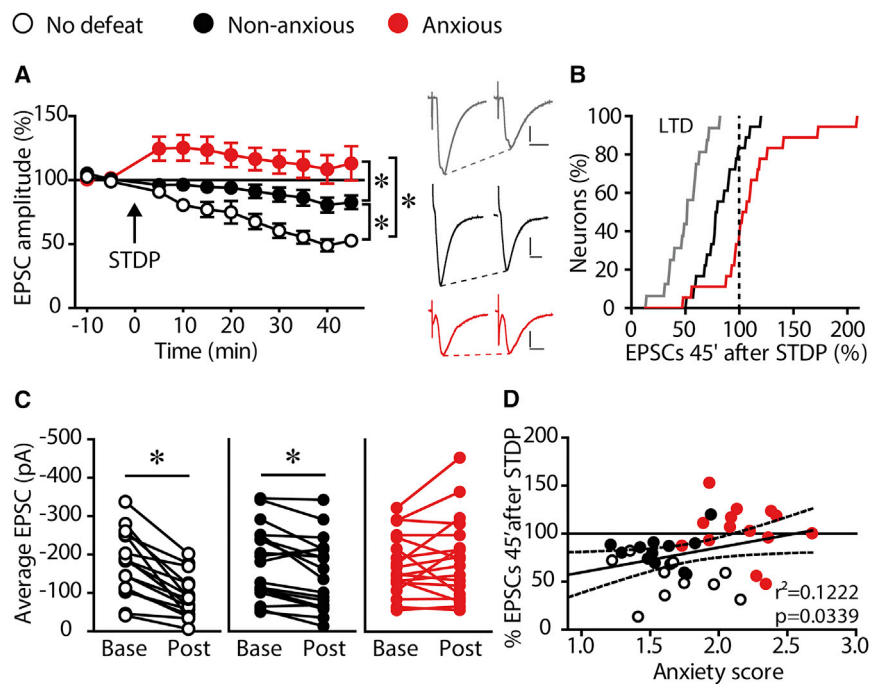 No defeat Non-anxious Anxious
A
EPSC amplitude (%)
150
100
50
0
STDP
* * *
-10 0 10 20 30 40
Time (min)
B
Neurons (%)
100
80
60
40
20
0
LTD
0 50 100 150 200
EPSCs 45' after STDP (%)
C
Average EPSC (pA)
-500
-400
-300
-200
-100
0
* *
Base Post Base Post Base Post
D
% EPSCs 45'after STDP
200
150
100
50
0
r²=0.1222
p=0.0339
1.0 1.5 2.0 2.5 3.0
Anxiety score